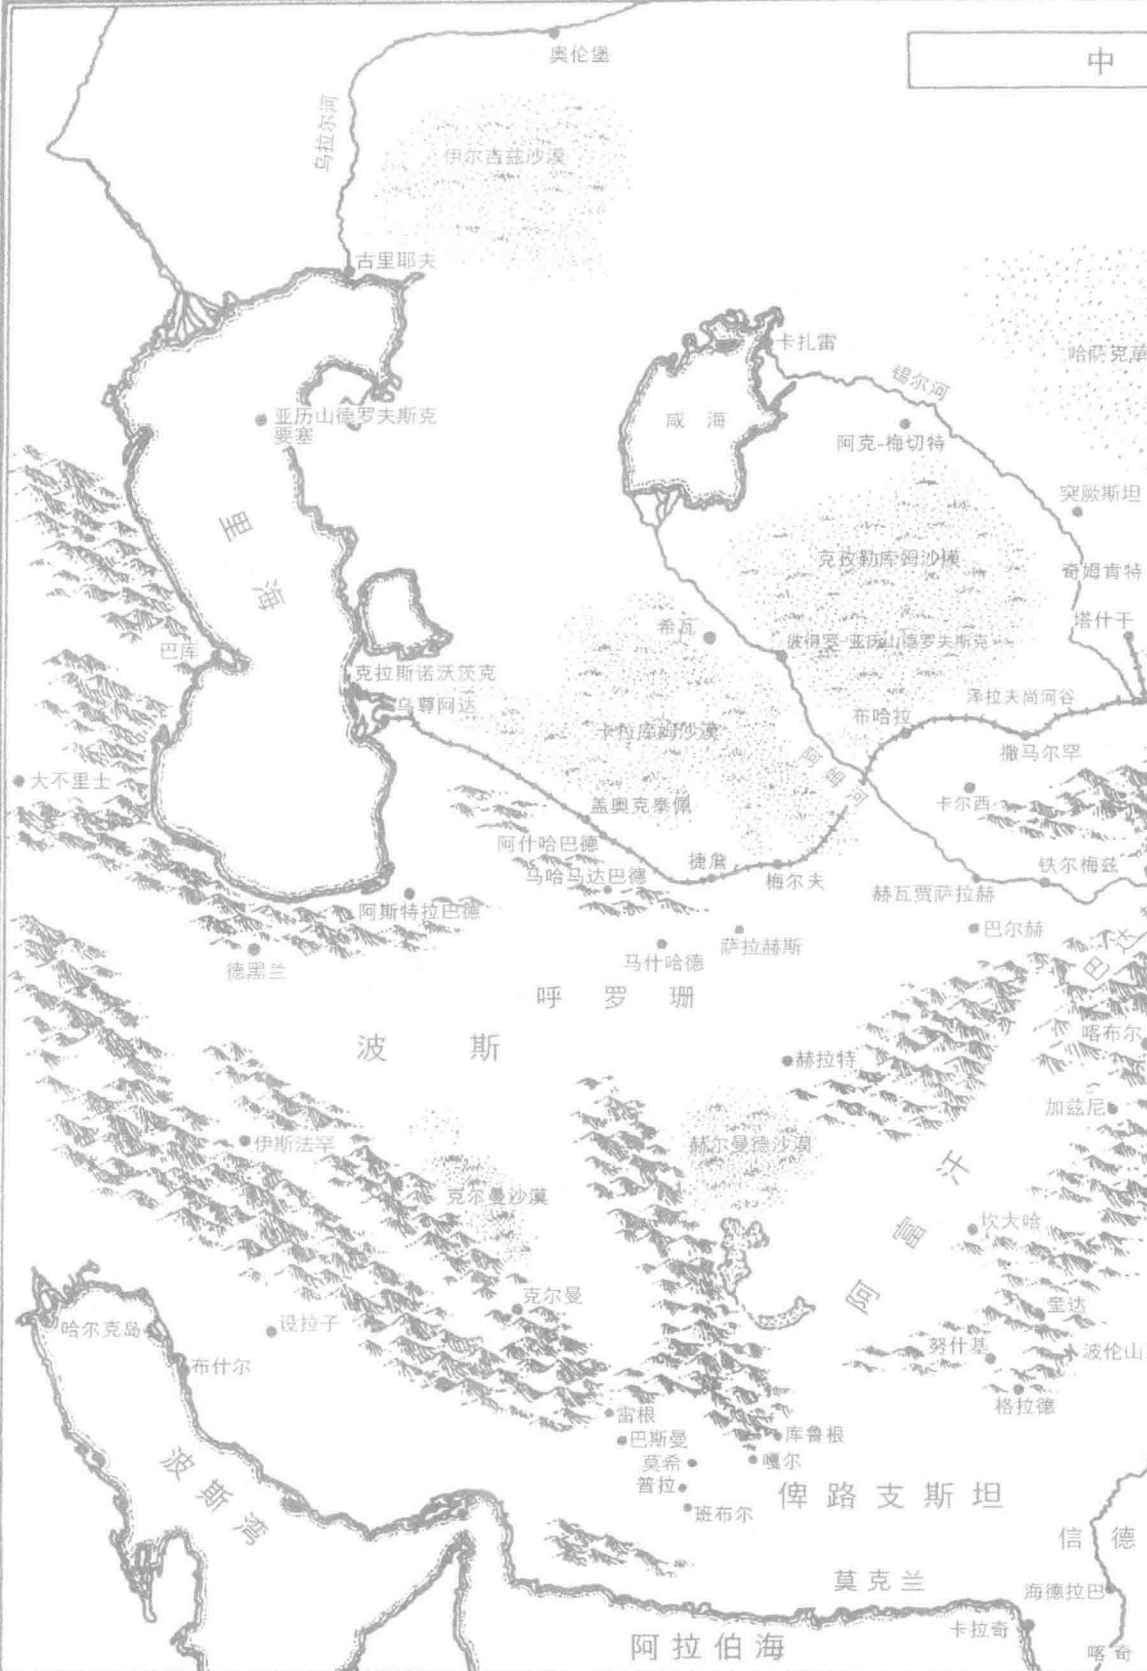 中
奥伦堡
乌拉尔河
伊尔吉兹沙漠
古里耶夫
卡扎雷
哈萨克草
锡尔河
咸海
亚历山德罗夫斯克
要塞
阿克-梅切特
突厥斯坦
里海
克孜勒库姆沙漠
奇姆肯特
塔什干
希瓦
彼得罗-亚历山德罗夫斯克
巴库
克拉斯诺沃茨克
乌尊阿达
泽拉夫尚河谷
布哈拉
卡拉库姆沙漠
撒马尔罕
阿姆河
大不里士
卡尔西
盖奥克泰佩
阿什哈巴德
捷詹
马哈马达巴德
梅尔夫
铁尔梅兹
赫瓦贾萨拉赫
阿斯特拉巴德
巴尔赫
萨拉赫斯
马什哈德
德黑兰
呼罗珊
喀布尔
波斯
赫拉特
加兹尼
伊斯法罕
赫尔曼德沙漠
克尔曼沙漠
阿富汗
坎大哈
克尔曼
奎达
哈尔克岛
设拉子
努什基
波伦山
布什尔
格拉德
雷根
巴斯曼
库鲁根
莫希
嘎尔
普拉
班布尔
俾路支斯坦
波斯湾
信德
莫克兰
海德拉巴
卡拉奇
阿拉伯海
喀奇